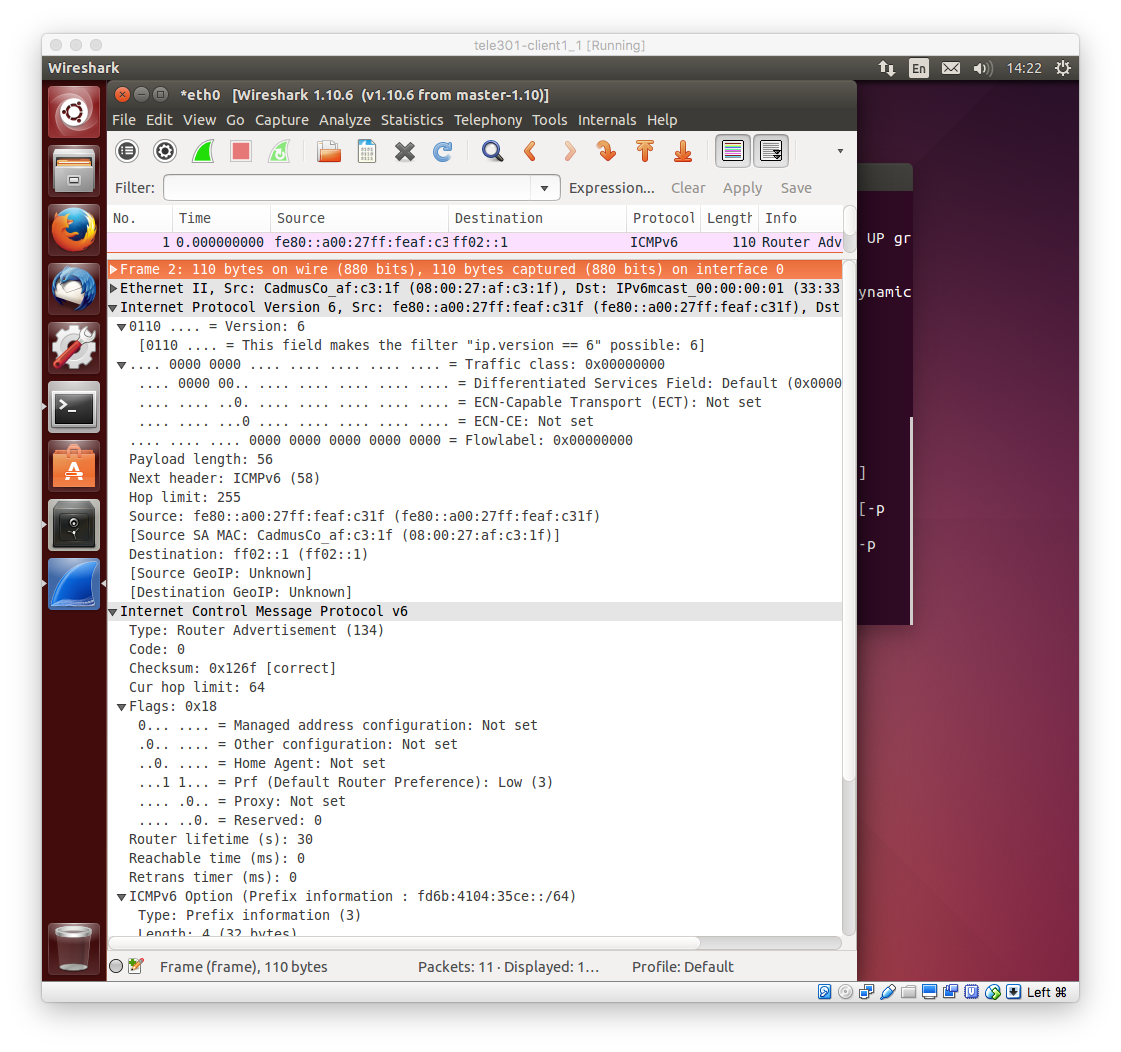 tele301-client1_1 [Running]
Wireshark
En
14:22
*eth0 [Wireshark 1.10.6 (v1.10.6 from master-1.10)]
File Edit View Go Capture Analyze Statistics Telephony Tools Internals Help
Filter:
Expression... Clear Apply Save
No. Time Source Destination Protocol Length Info
1 0.000000000 fe80::a00:27ff:feaf:c3 ff02::1 ICMPv6 110 Router Adv
Frame 2: 110 bytes on wire (880 bits), 110 bytes captured (880 bits) on interface 0
Ethernet II, Src: CadmusCo_af:c3:1f (08:00:27:af:c3:1f), Dst: IPv6mcast_00:00:00:01 (33:33
Internet Protocol Version 6, Src: fe80::a00:27ff:feaf:c31f (fe80::a00:27ff:feaf:c31f), Dst
0110 .... = Version: 6
[0110 .... = This field makes the filter "ip.version == 6" possible: 6]
.... 0000 0000 .... .... .... .... .... = Traffic class: 0x00000000
.... 0000 00.. .... .... .... .... .... = Differentiated Services Field: Default (0x0000
.... .... ..0. .... .... .... .... .... = ECN-Capable Transport (ECT): Not set
.... .... ...0 .... .... .... .... .... = ECN-CE: Not set
.... .... .... 0000 0000 0000 0000 0000 = Flowlabel: 0x00000000
Payload length: 56
Next header: ICMPv6 (58)
Hop limit: 255
Source: fe80::a00:27ff:feaf:c31f (fe80::a00:27ff:feaf:c31f)
[Source SA MAC: CadmusCo_af:c3:1f (08:00:27:af:c3:1f)]
Destination: ff02::1 (ff02::1)
[Source GeoIP: Unknown]
[Destination GeoIP: Unknown]
Internet Control Message Protocol v6
Type: Router Advertisement (134)
Code: 0
Checksum: 0x126f [correct]
Cur hop limit: 64
Flags: 0x18
0... .... = Managed address configuration: Not set
.0.. .... = Other configuration: Not set
..0. .... = Home Agent: Not set
...1 1... = Prf (Default Router Preference): Low (3)
.... .0.. = Proxy: Not set
.... ..0. = Reserved: 0
Router lifetime (s): 30
Reachable time (ms): 0
Retrans timer (ms): 0
ICMPv6 Option (Prefix information : fd6b:4104:35ce::/64)
Type: Prefix information (3)
Length: 4 (32 bytes)
Frame (frame), 110 bytes
Packets: 11 · Displayed: 1...
Profile: Default
UP gr
ynamic
]
[-p
-p
Left ⌘